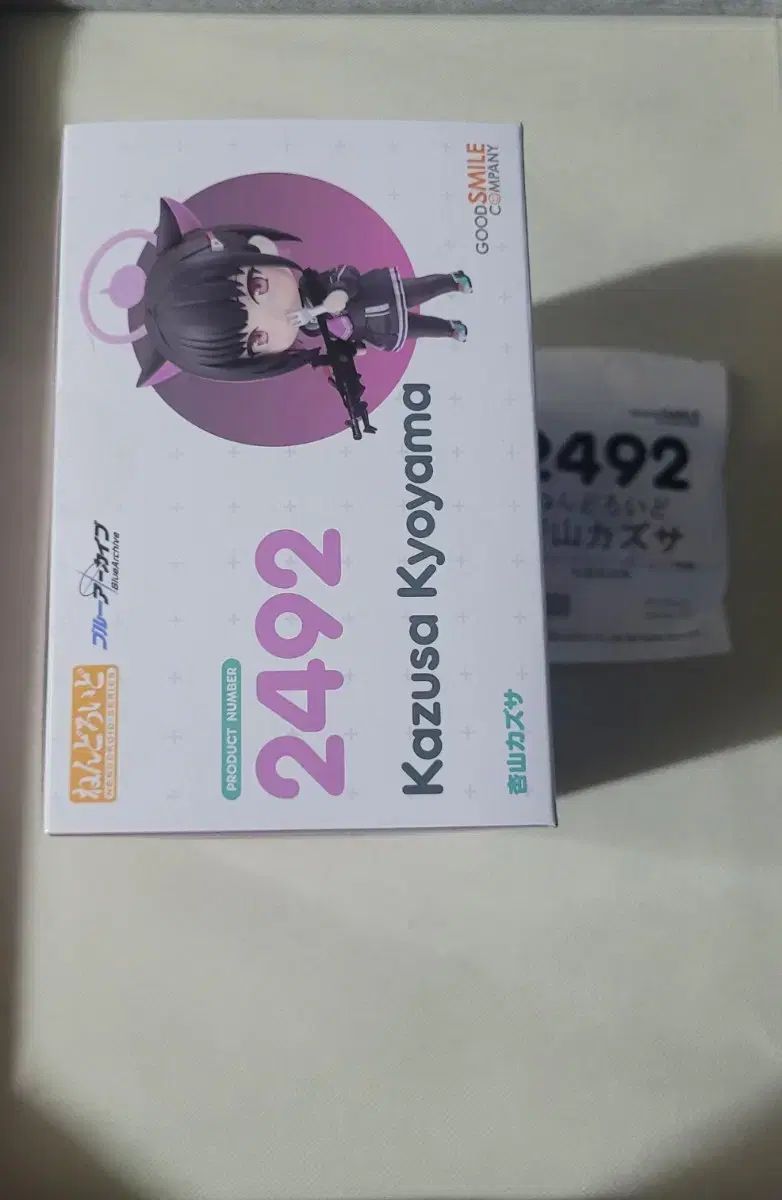 ねんどろいど
NENDOROID SERIES
ブルーアーカイブ
BlueArchive
PRODUCT NUMBER
2492
Kazusa Kyoyama
杏山カズサ
GOOD SMILE
COMPANY
2492
んどろいど
山カズサ